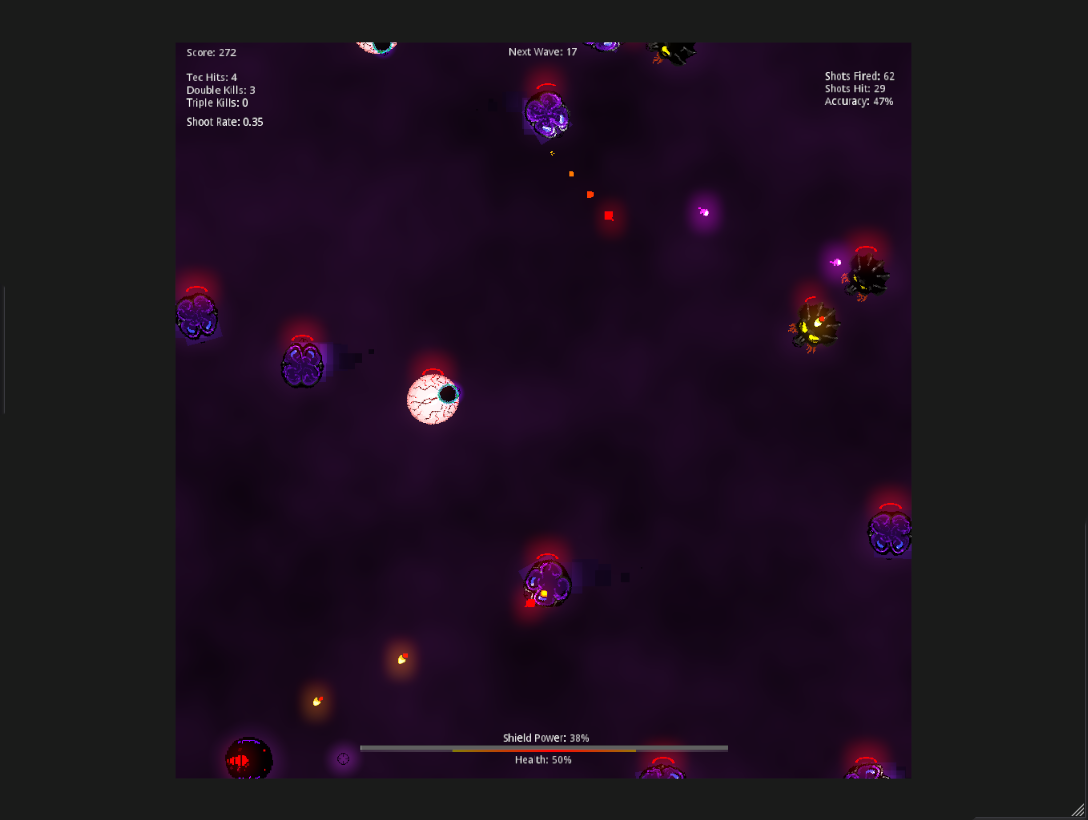 Score: 272
Next Wave: 17
Tec Hits: 4
Double Kills: 3
Triple Kills: 0
Shoot Rate: 0.35
Shots Fired: 62
Shots Hit: 29
Accuracy: 47%
Shield Power: 38%
Health: 50%